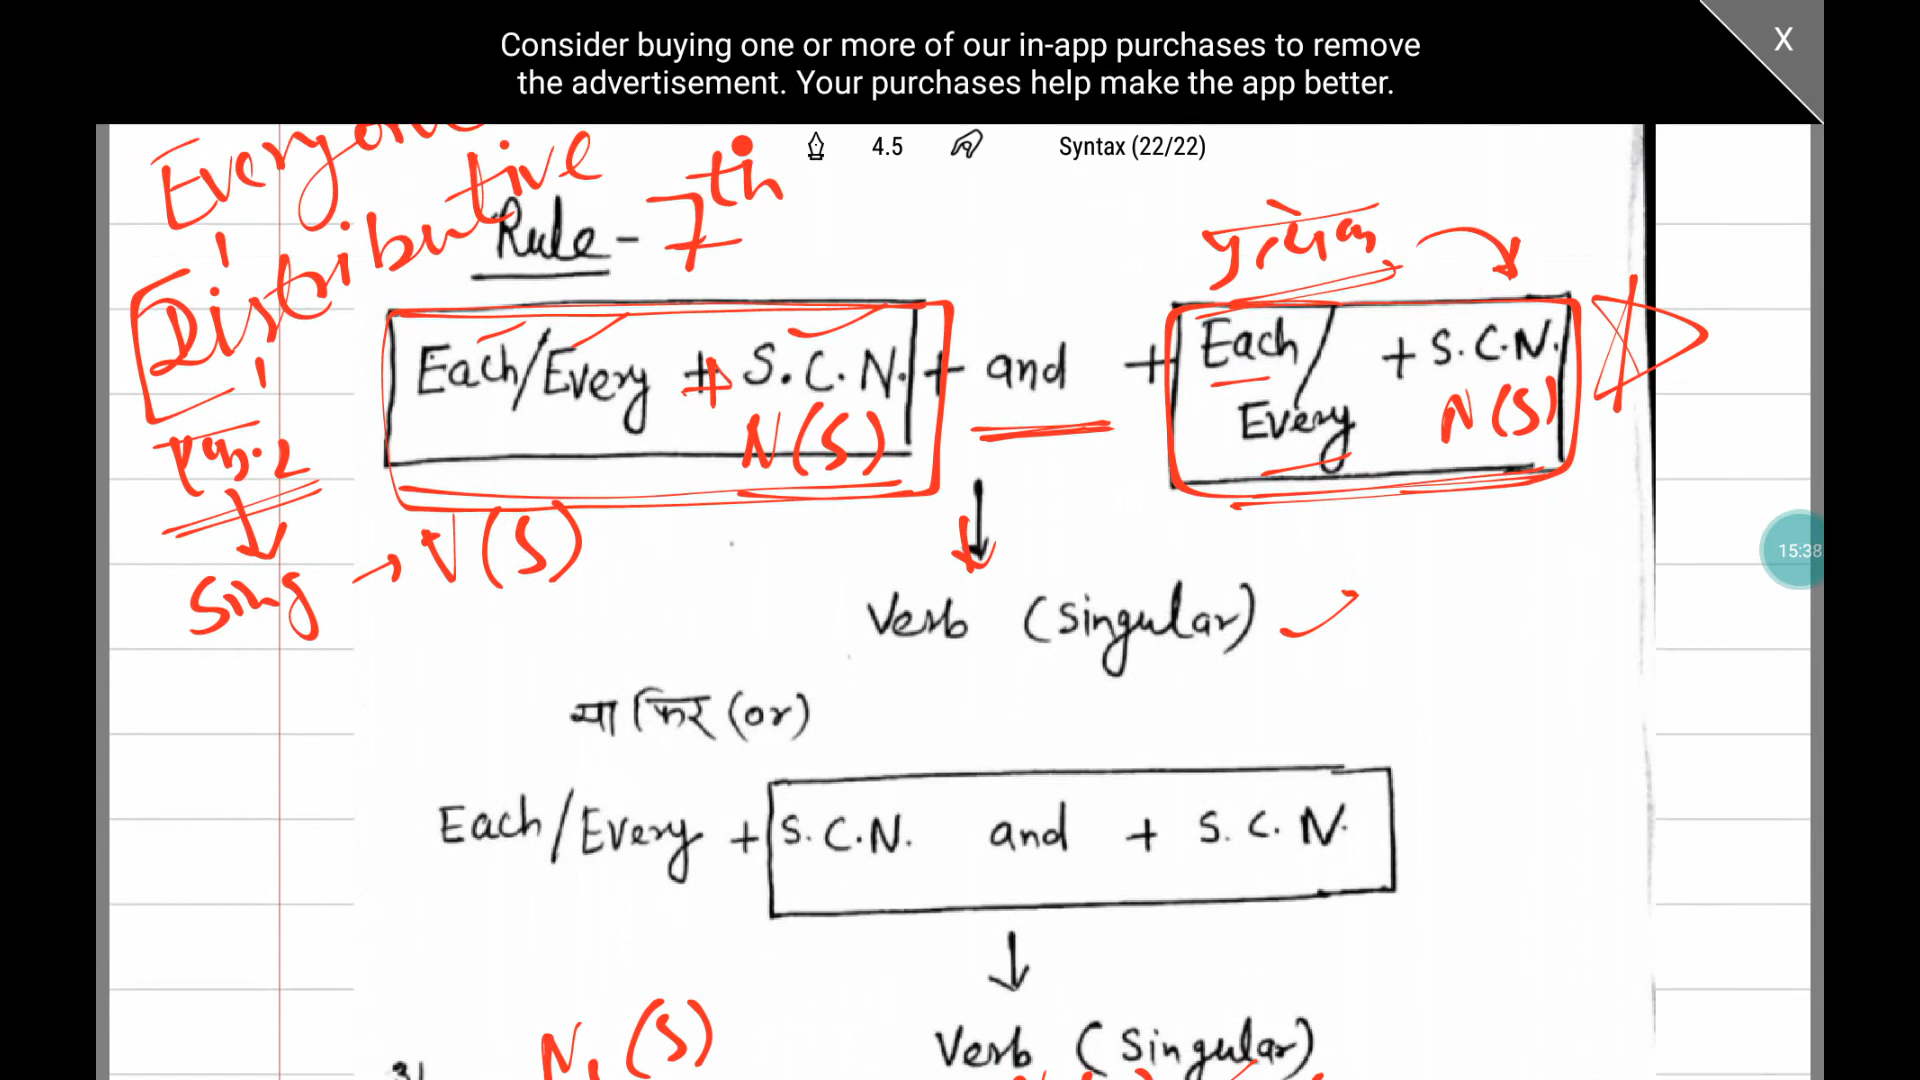 Consider buying one or more of our in-app purchases to remove
the advertisement. Your purchases help make the app better.
X
4.5 Syntax (22/22)
Everyone
Distributive
Rule - 7th
प्रत्येक
Each/Every + S.C.N. + and + Each/Every + S.C.N.
N(S) N(S)
Sing → V(S)
15:38
Verb (Singular)
या फिर (or)
Each/Every + S.C.N. and + S.C.N.
Verb (Singular)
N1 (S)